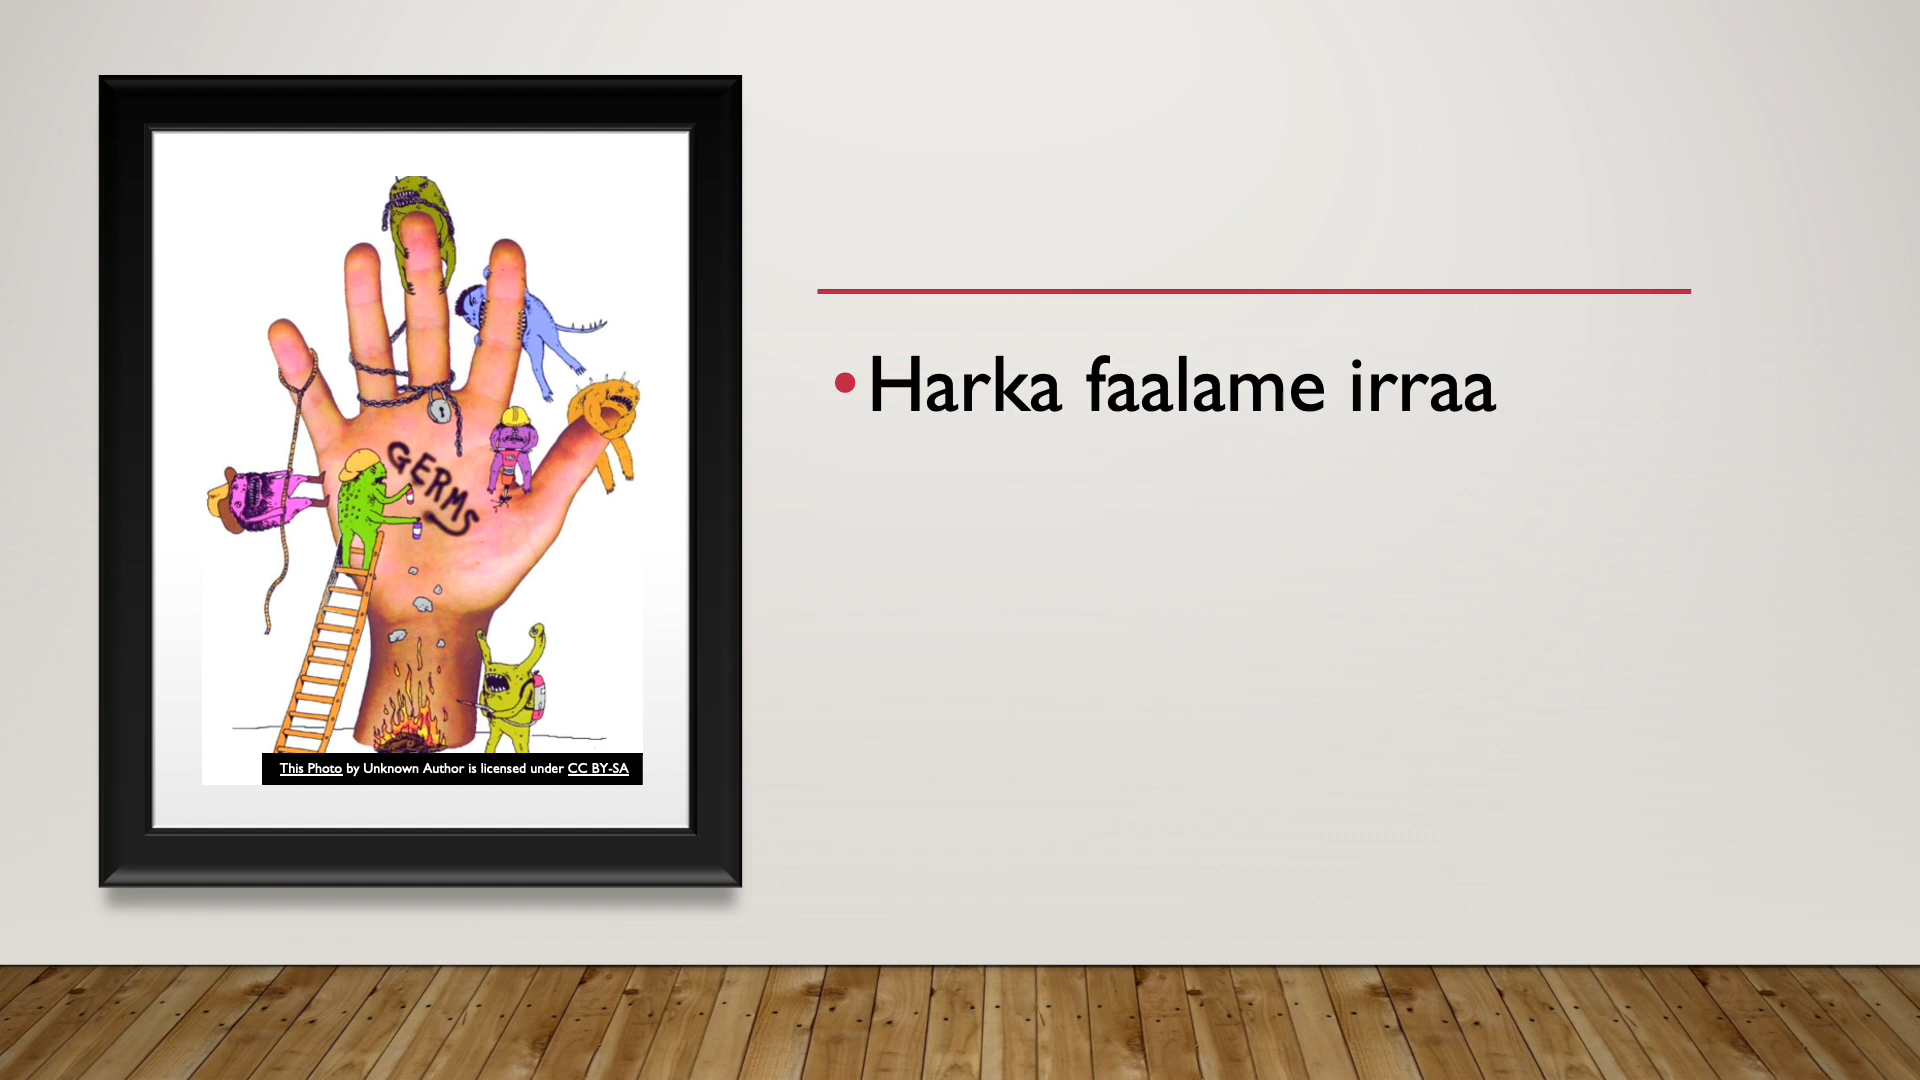 GERMS
This Photo by Unknown Author is licensed under CC BY-SA
• Harka faalame irraa